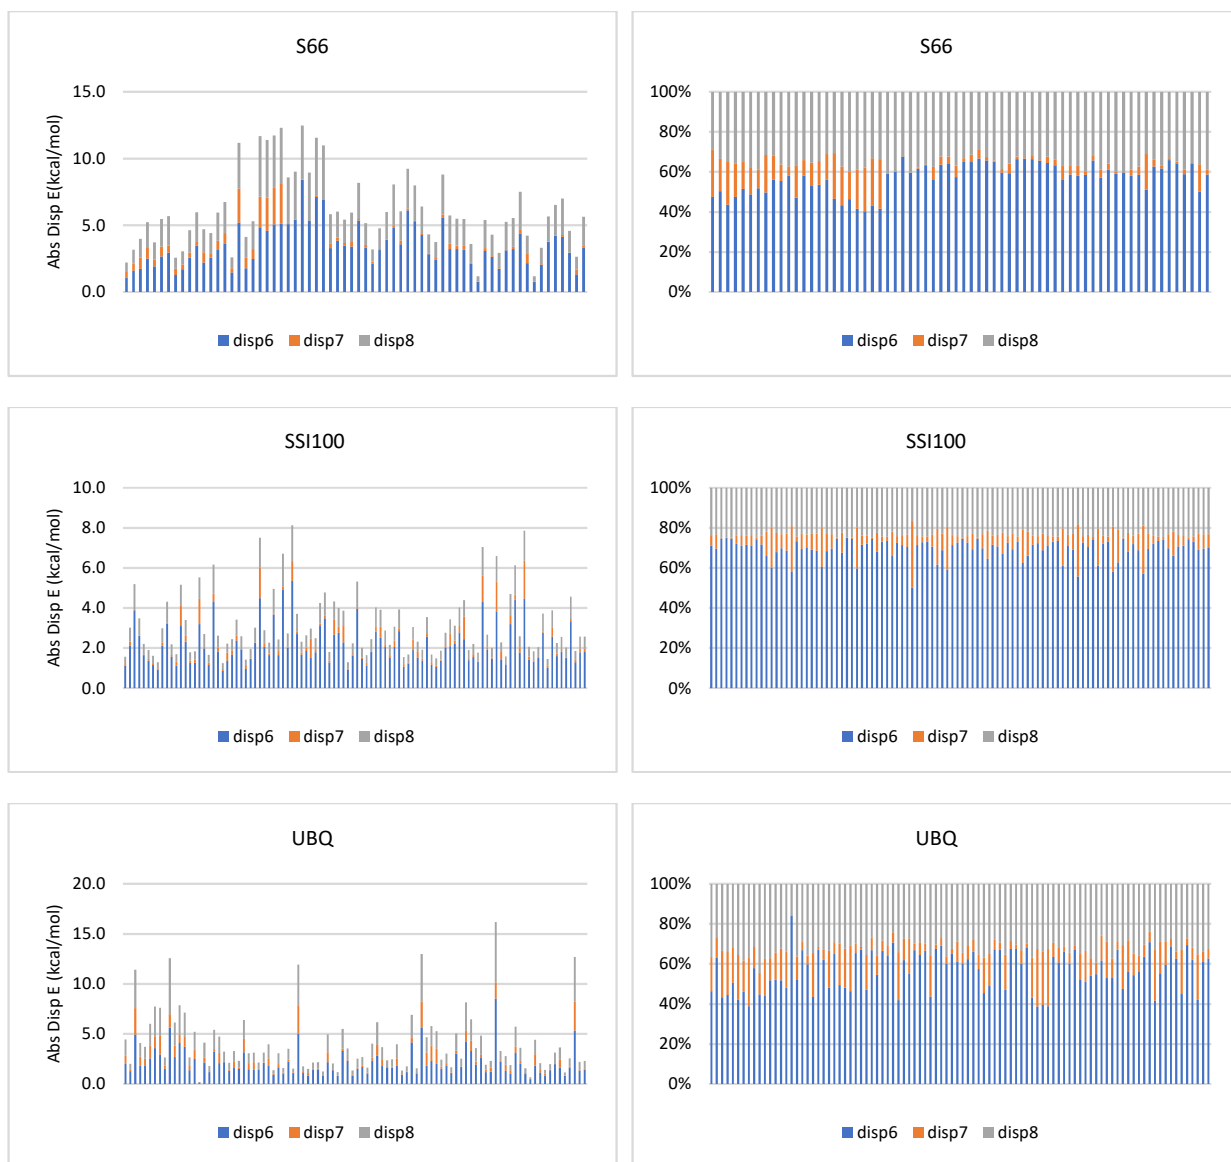 S66
Abs Disp E(kcal/mol)
15.0
10.0
5.0
0.0
disp6 disp7 disp8
S66
100%
80%
60%
40%
20%
0%
disp6 disp7 disp8
SSI100
Abs Disp E (kcal/mol)
10.0
8.0
6.0
4.0
2.0
0.0
disp6 disp7 disp8
SSI100
100%
80%
60%
40%
20%
0%
disp6 disp7 disp8
UBQ
Abs Disp E (kcal/mol)
20.0
15.0
10.0
5.0
0.0
disp6 disp7 disp8
UBQ
100%
80%
60%
40%
20%
0%
disp6 disp7 disp8